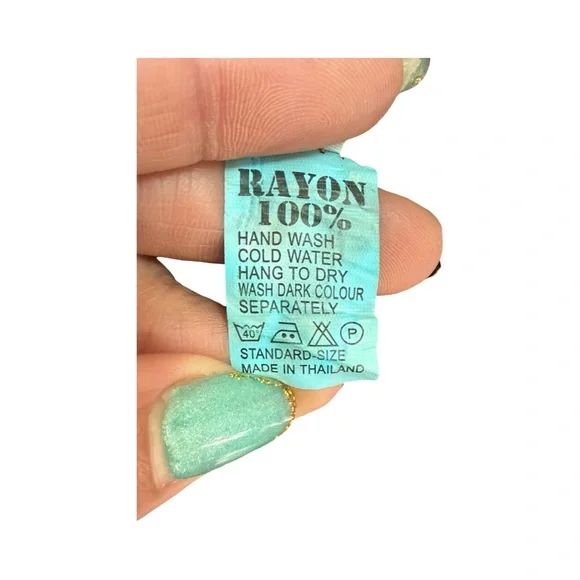 RAYON
100%
HAND WASH
COLD WATER
HANG TO DRY
WASH DARK COLOUR
SEPARATELY
40° P
STANDARD-SIZE
MADE IN THAILAND